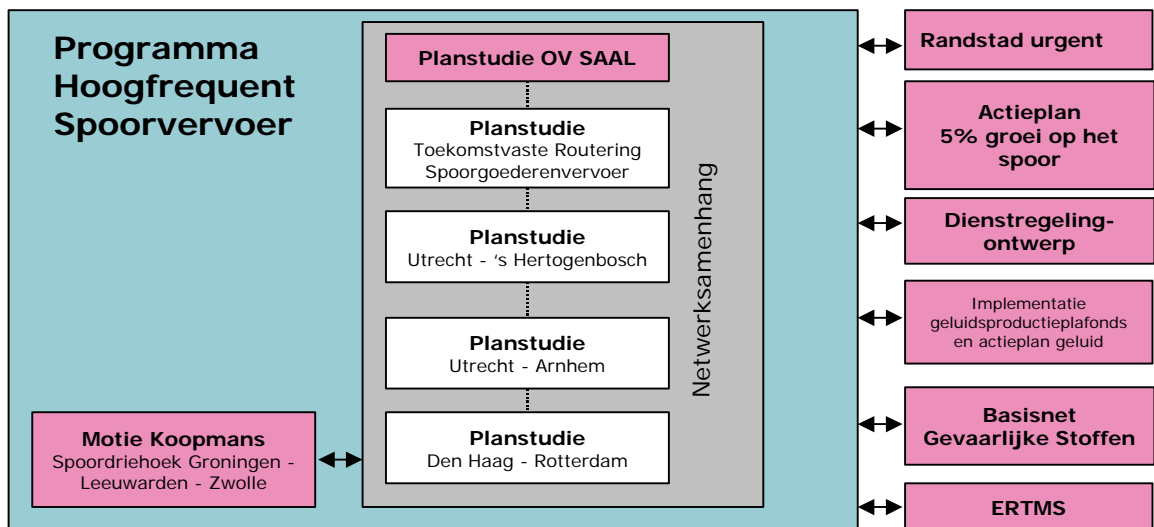 Programma
Hoogfrequent
Spoorvervoer
Planstudie OV SAAL
Planstudie
Toekomstvaste Routering
Spoorgoederenvervoer
Planstudie
Utrecht - ‘s Hertogenbosch
Planstudie
Utrecht - Arnhem
Planstudie
Den Haag - Rotterdam
Netwerksamenhang
Motie Koopmans
Spoordriehoek Groningen -
Leeuwarden - Zwolle
Randstad urgent
Actieplan
5% groei op het
spoor
Dienstregeling-
ontwerp
Implementatie
geluidsproductieplafonds
en actieplan geluid
Basisnet
Gevaarlijke Stoffen
ERTMS